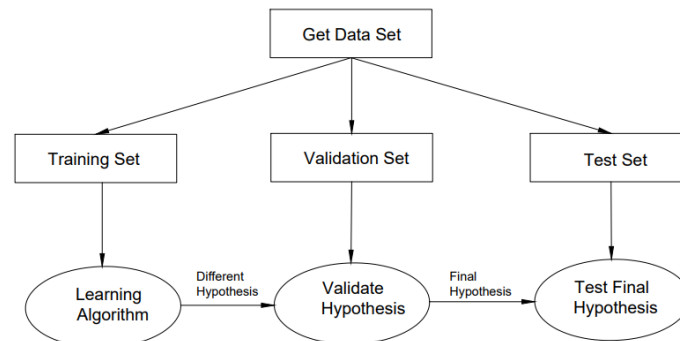 Get Data Set
Training Set
Validation Set
Test Set
Different
Hypothesis
Final
Hypothesis
Learning
Algorithm
Validate
Hypothesis
Test Final
Hypothesis